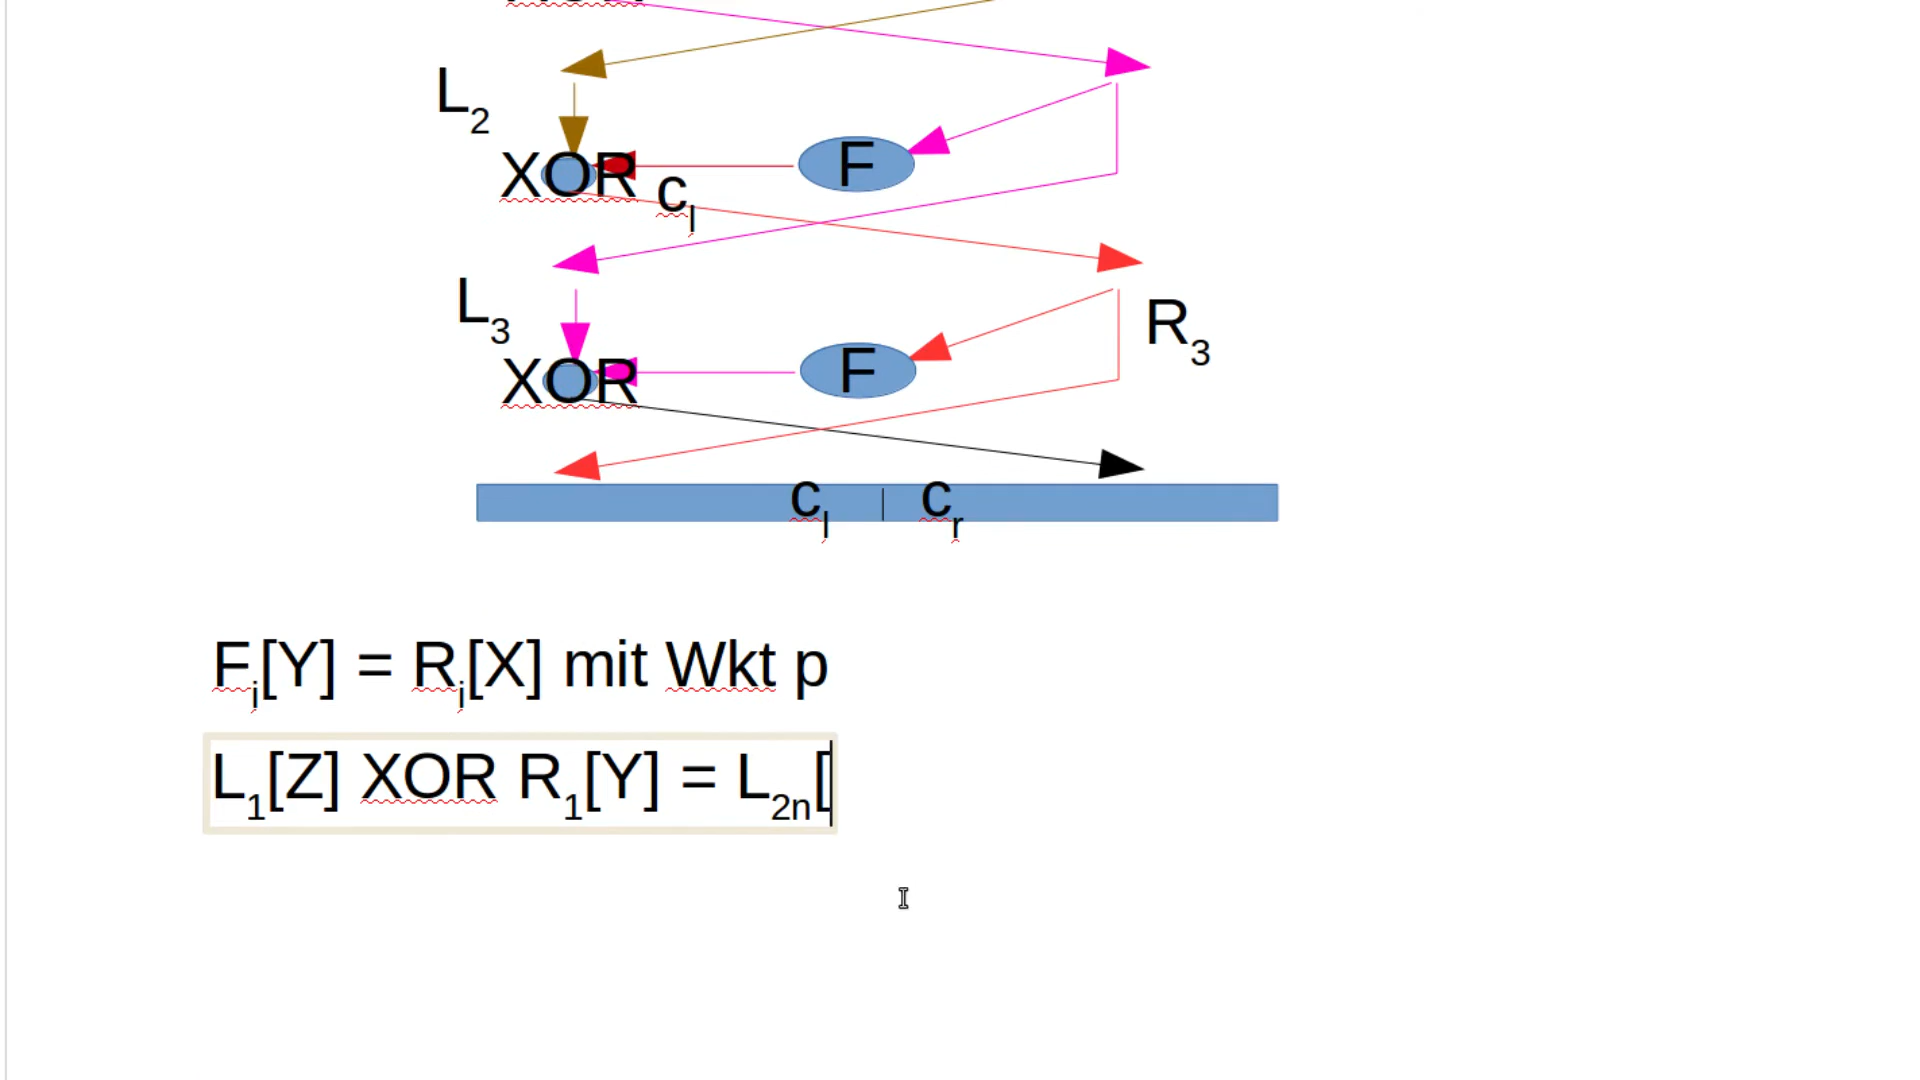 L2
XOR F
cl
L3 R3
XOR F
cl | cr
Fi[Y] = Ri[X] mit Wkt p
L1[Z] XOR R1[Y] = L2n[